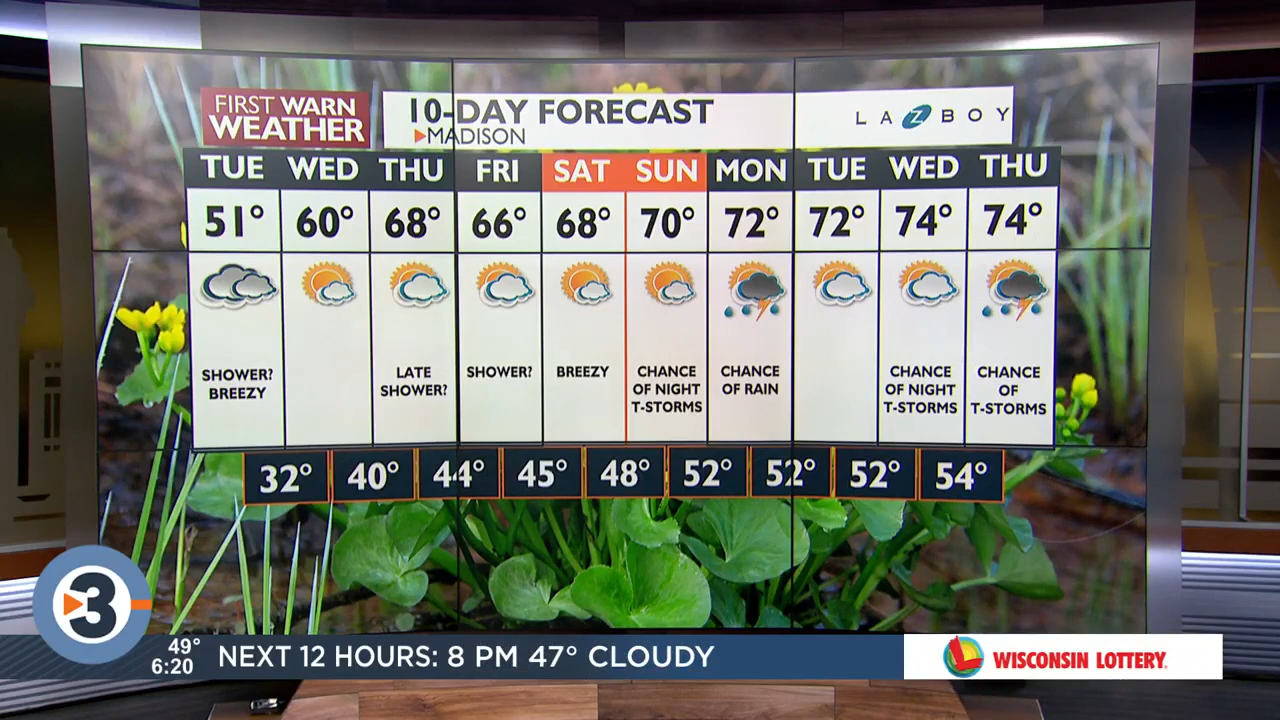 FIRST WARN
WEATHER
10-DAY FORECAST
MADISON
LA Z BOY
TUE WED THU FRI SAT SUN MON TUE WED THU
51° 60° 68° 66° 68° 70° 72° 72° 74° 74°
SHOWER?
BREEZY
LATE
SHOWER?
SHOWER?
BREEZY
CHANCE
OF NIGHT
T-STORMS
CHANCE
OF RAIN
CHANCE
OF NIGHT
T-STORMS
CHANCE
OF
T-STORMS
32° 40° 44° 45° 48° 52° 52° 52° 54°
3
49°
6:20
NEXT 12 HOURS: 8 PM 47° CLOUDY
WISCONSIN LOTTERY